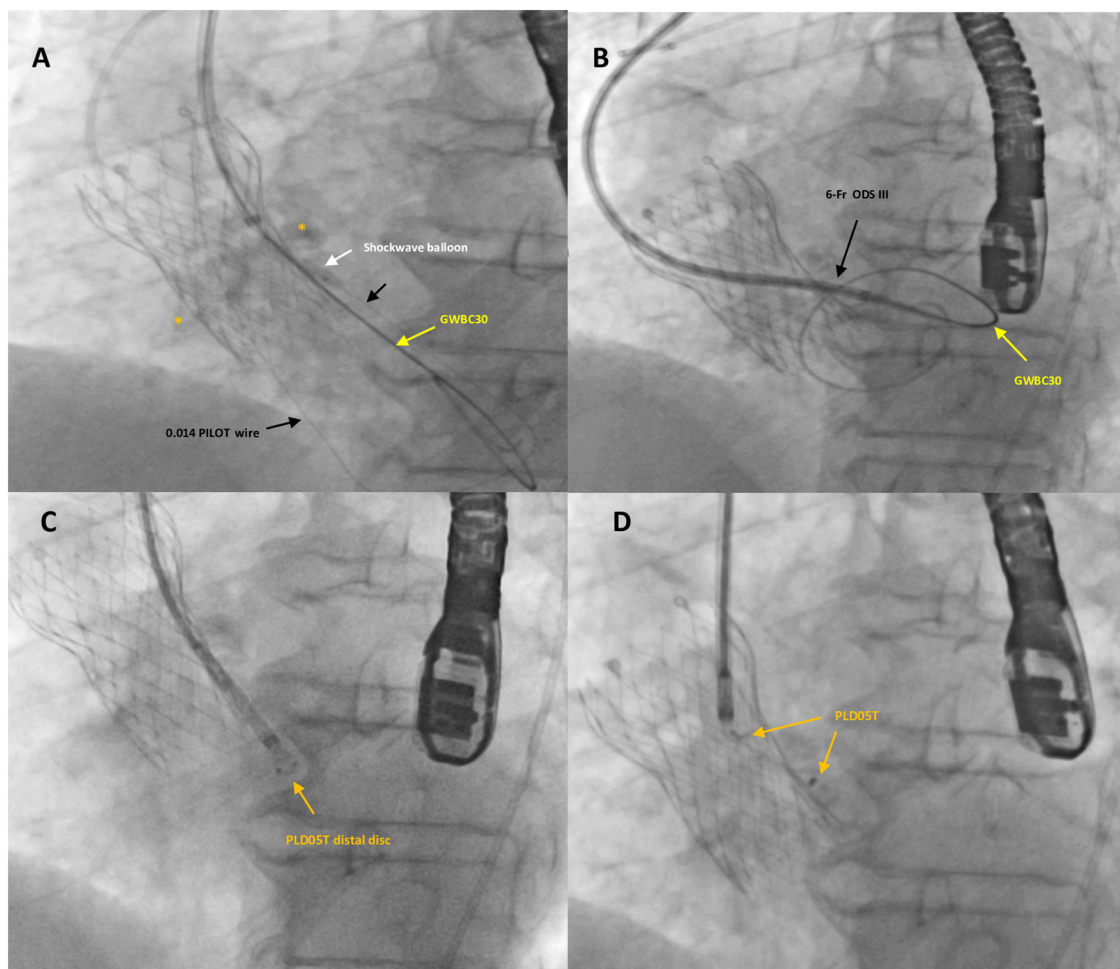 A
*
Shockwave balloon
*
GWBC30
0.014 PILOT wire
B
6-Fr ODS III
GWBC30
C
PLD05T distal disc
D
PLD05T